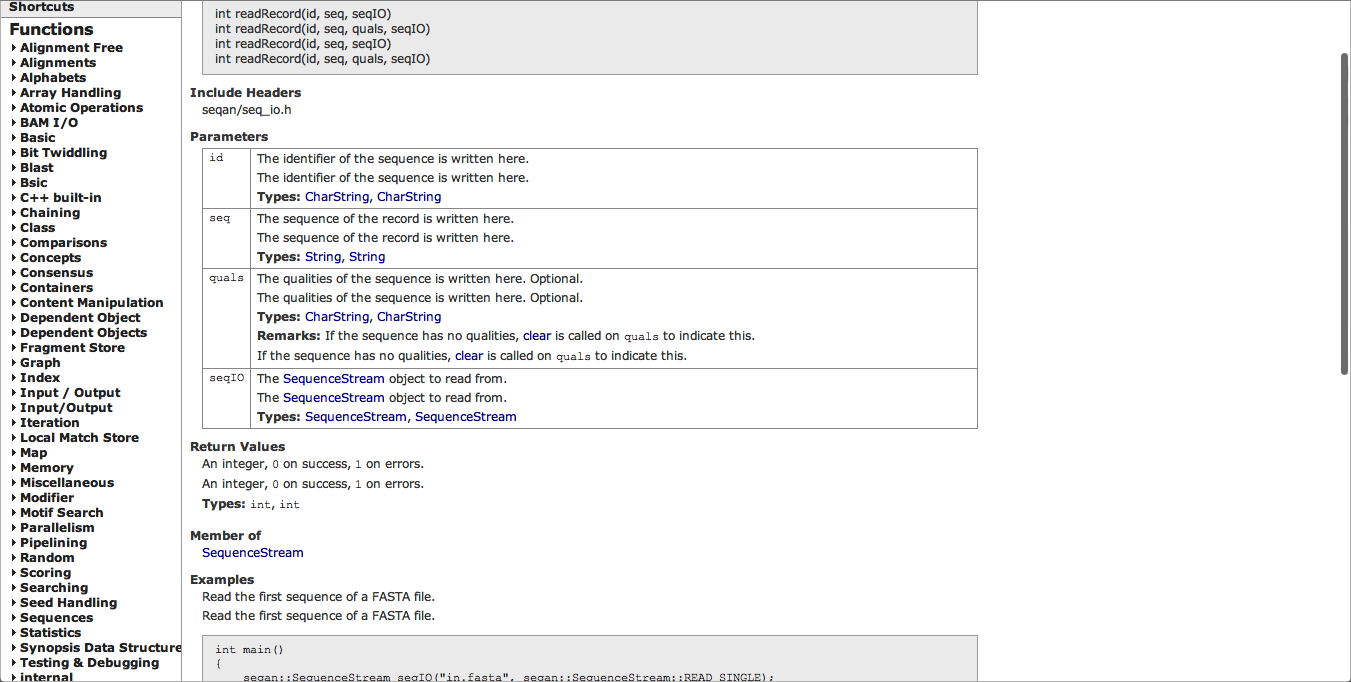 Shortcuts
Functions
Alignment Free
Alignments
Alphabets
Array Handling
Atomic Operations
BAM I/O
Basic
Bit Twiddling
Blast
Bsic
C++ built-in
Chaining
Class
Comparisons
Concepts
Consensus
Containers
Content Manipulation
Dependent Object
Dependent Objects
Fragment Store
Graph
Index
Input / Output
Input/Output
Iteration
Local Match Store
Map
Memory
Miscellaneous
Modifier
Motif Search
Parallelism
Pipelining
Random
Scoring
Searching
Seed Handling
Sequences
Statistics
Synopsis Data Structure
Testing & Debugging
internal
int readRecord(id, seq, seqIO)
int readRecord(id, seq, quals, seqIO)
int readRecord(id, seq, seqIO)
int readRecord(id, seq, quals, seqIO)
Include Headers
seqan/seq_io.h
Parameters
id
The identifier of the sequence is written here.
The identifier of the sequence is written here.
Types: CharString, CharString
seq
The sequence of the record is written here.
The sequence of the record is written here.
Types: String, String
quals
The qualities of the sequence is written here. Optional.
The qualities of the sequence is written here. Optional.
Types: CharString, CharString
Remarks: If the sequence has no qualities, clear is called on quals to indicate this.
If the sequence has no qualities, clear is called on quals to indicate this.
seqIO
The SequenceStream object to read from.
The SequenceStream object to read from.
Types: SequenceStream, SequenceStream
Return Values
An integer, 0 on success, 1 on errors.
An integer, 0 on success, 1 on errors.
Types: int, int
Member of
SequenceStream
Examples
Read the first sequence of a FASTA file.
Read the first sequence of a FASTA file.
int main()
{
seqan::SequenceStream seqIO("in.fasta", seqan::SequenceStream::READ_SINGLE);